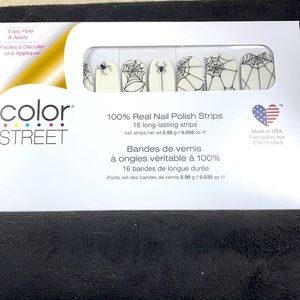 Easy Peel
& Apply
Faciles à Décoller
et à Appliquer
color®
STREET
100% Real Nail Polish Strips
16 long-lasting strips
nail strips net wt 0.99 g / 0.035 oz ℮
Bandes de vernis
à ongles véritable à 100%
16 bandes de longue durée
Poids net des bandes de vernis 0.99 g / 0.035 oz ℮
Made in USA
Fabriquées aux
ÉTATS-UNIS